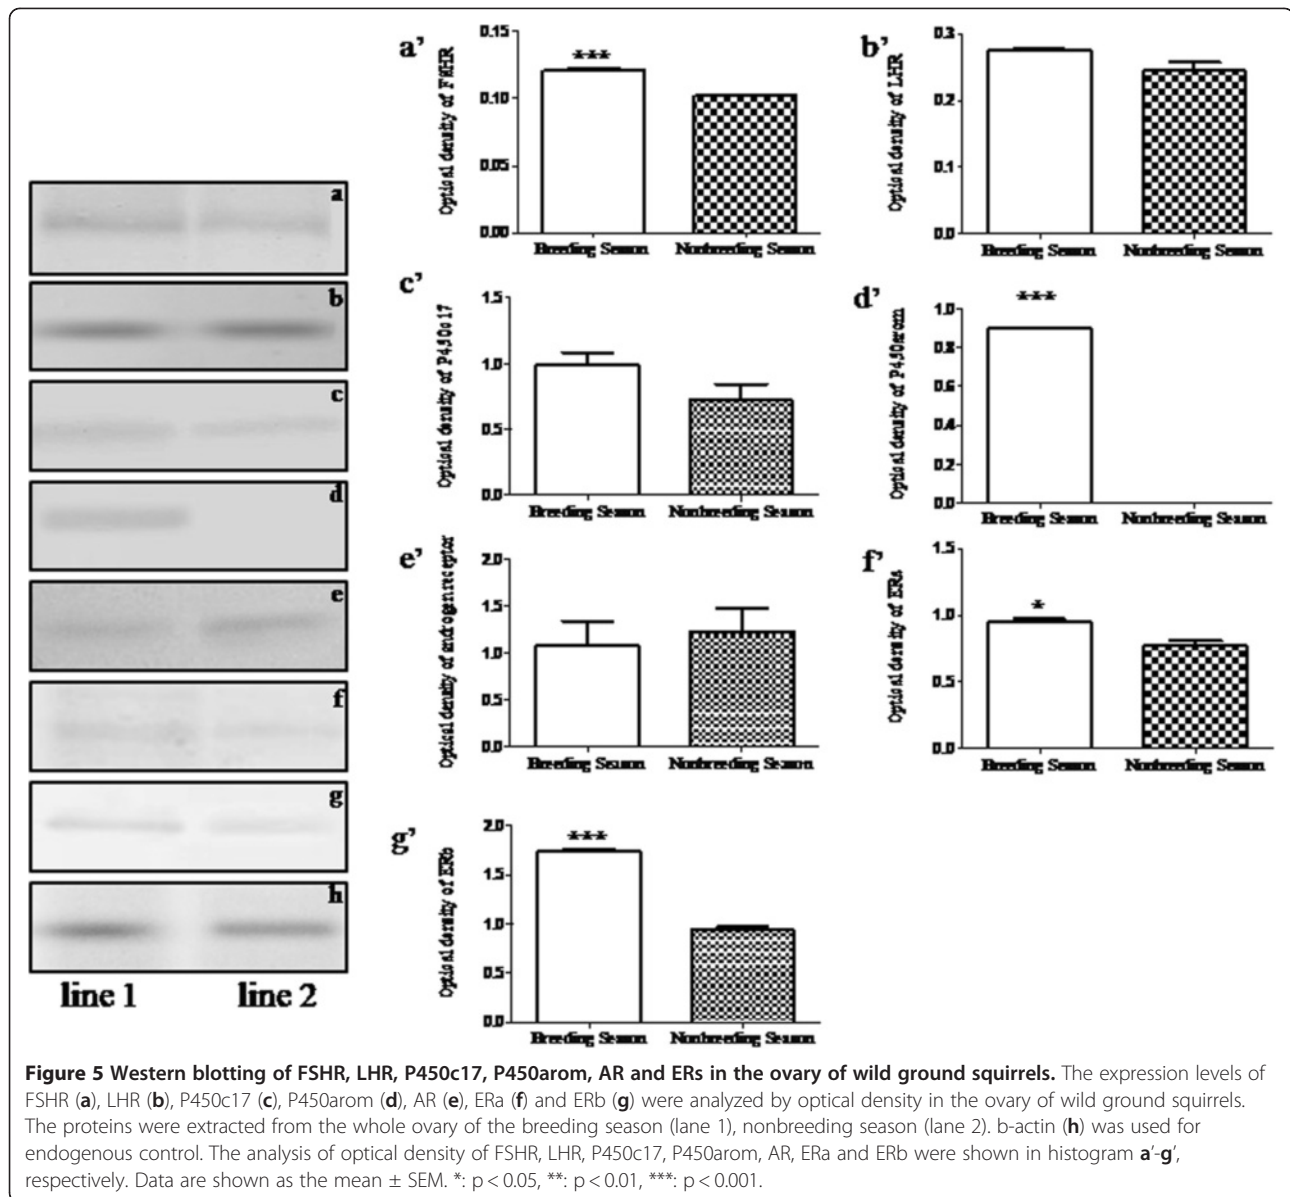 a
b
c
d
e
f
g
h
line 1 line 2
a’
Optical density of FSHR
0.15
0.10
0.05
0.00
***
Breeding Season Nonbreeding Season
b’
Optical density of LHR
0.3
0.2
0.1
0.0
Breeding Season Nonbreeding Season
c’
Optical density of P450c17
1.5
1.0
0.5
0.0
Breeding Season Nonbreeding Season
d’
Optical density of P450arom
1.0
0.8
0.6
0.4
0.2
0.0
***
Breeding Season Nonbreeding Season
e’
Optical density of androgen receptor
2.0
1.5
1.0
0.5
0.0
Breeding Season Nonbreeding Season
f’
Optical density of ERa
1.5
1.0
0.5
0.0
*
Breeding Season Nonbreeding Season
g’
Optical density of ERb
2.0
1.5
1.0
0.5
0.0
***
Breeding Season Nonbreeding Season
Figure 5 Western blotting of FSHR, LHR, P450c17, P450arom, AR and ERs in the ovary of wild ground squirrels. The expression levels of
FSHR (a), LHR (b), P450c17 (c), P450arom (d), AR (e), ERa (f) and ERb (g) were analyzed by optical density in the ovary of wild ground squirrels.
The proteins were extracted from the whole ovary of the breeding season (lane 1), nonbreeding season (lane 2). b-actin (h) was used for
endogenous control. The analysis of optical density of FSHR, LHR, P450c17, P450arom, AR, ERa and ERb were shown in histogram a′-g′,
respectively. Data are shown as the mean ± SEM. *: p < 0.05, **: p < 0.01, ***: p < 0.001.